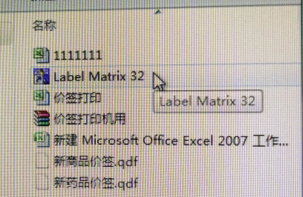 名称
1111111
Label Matrix 32
价签打印
Label Matrix 32
价签打印机用
新建 Microsoft Office Excel 2007 工作...
新商品价签.qdf
新药品价签.qdf